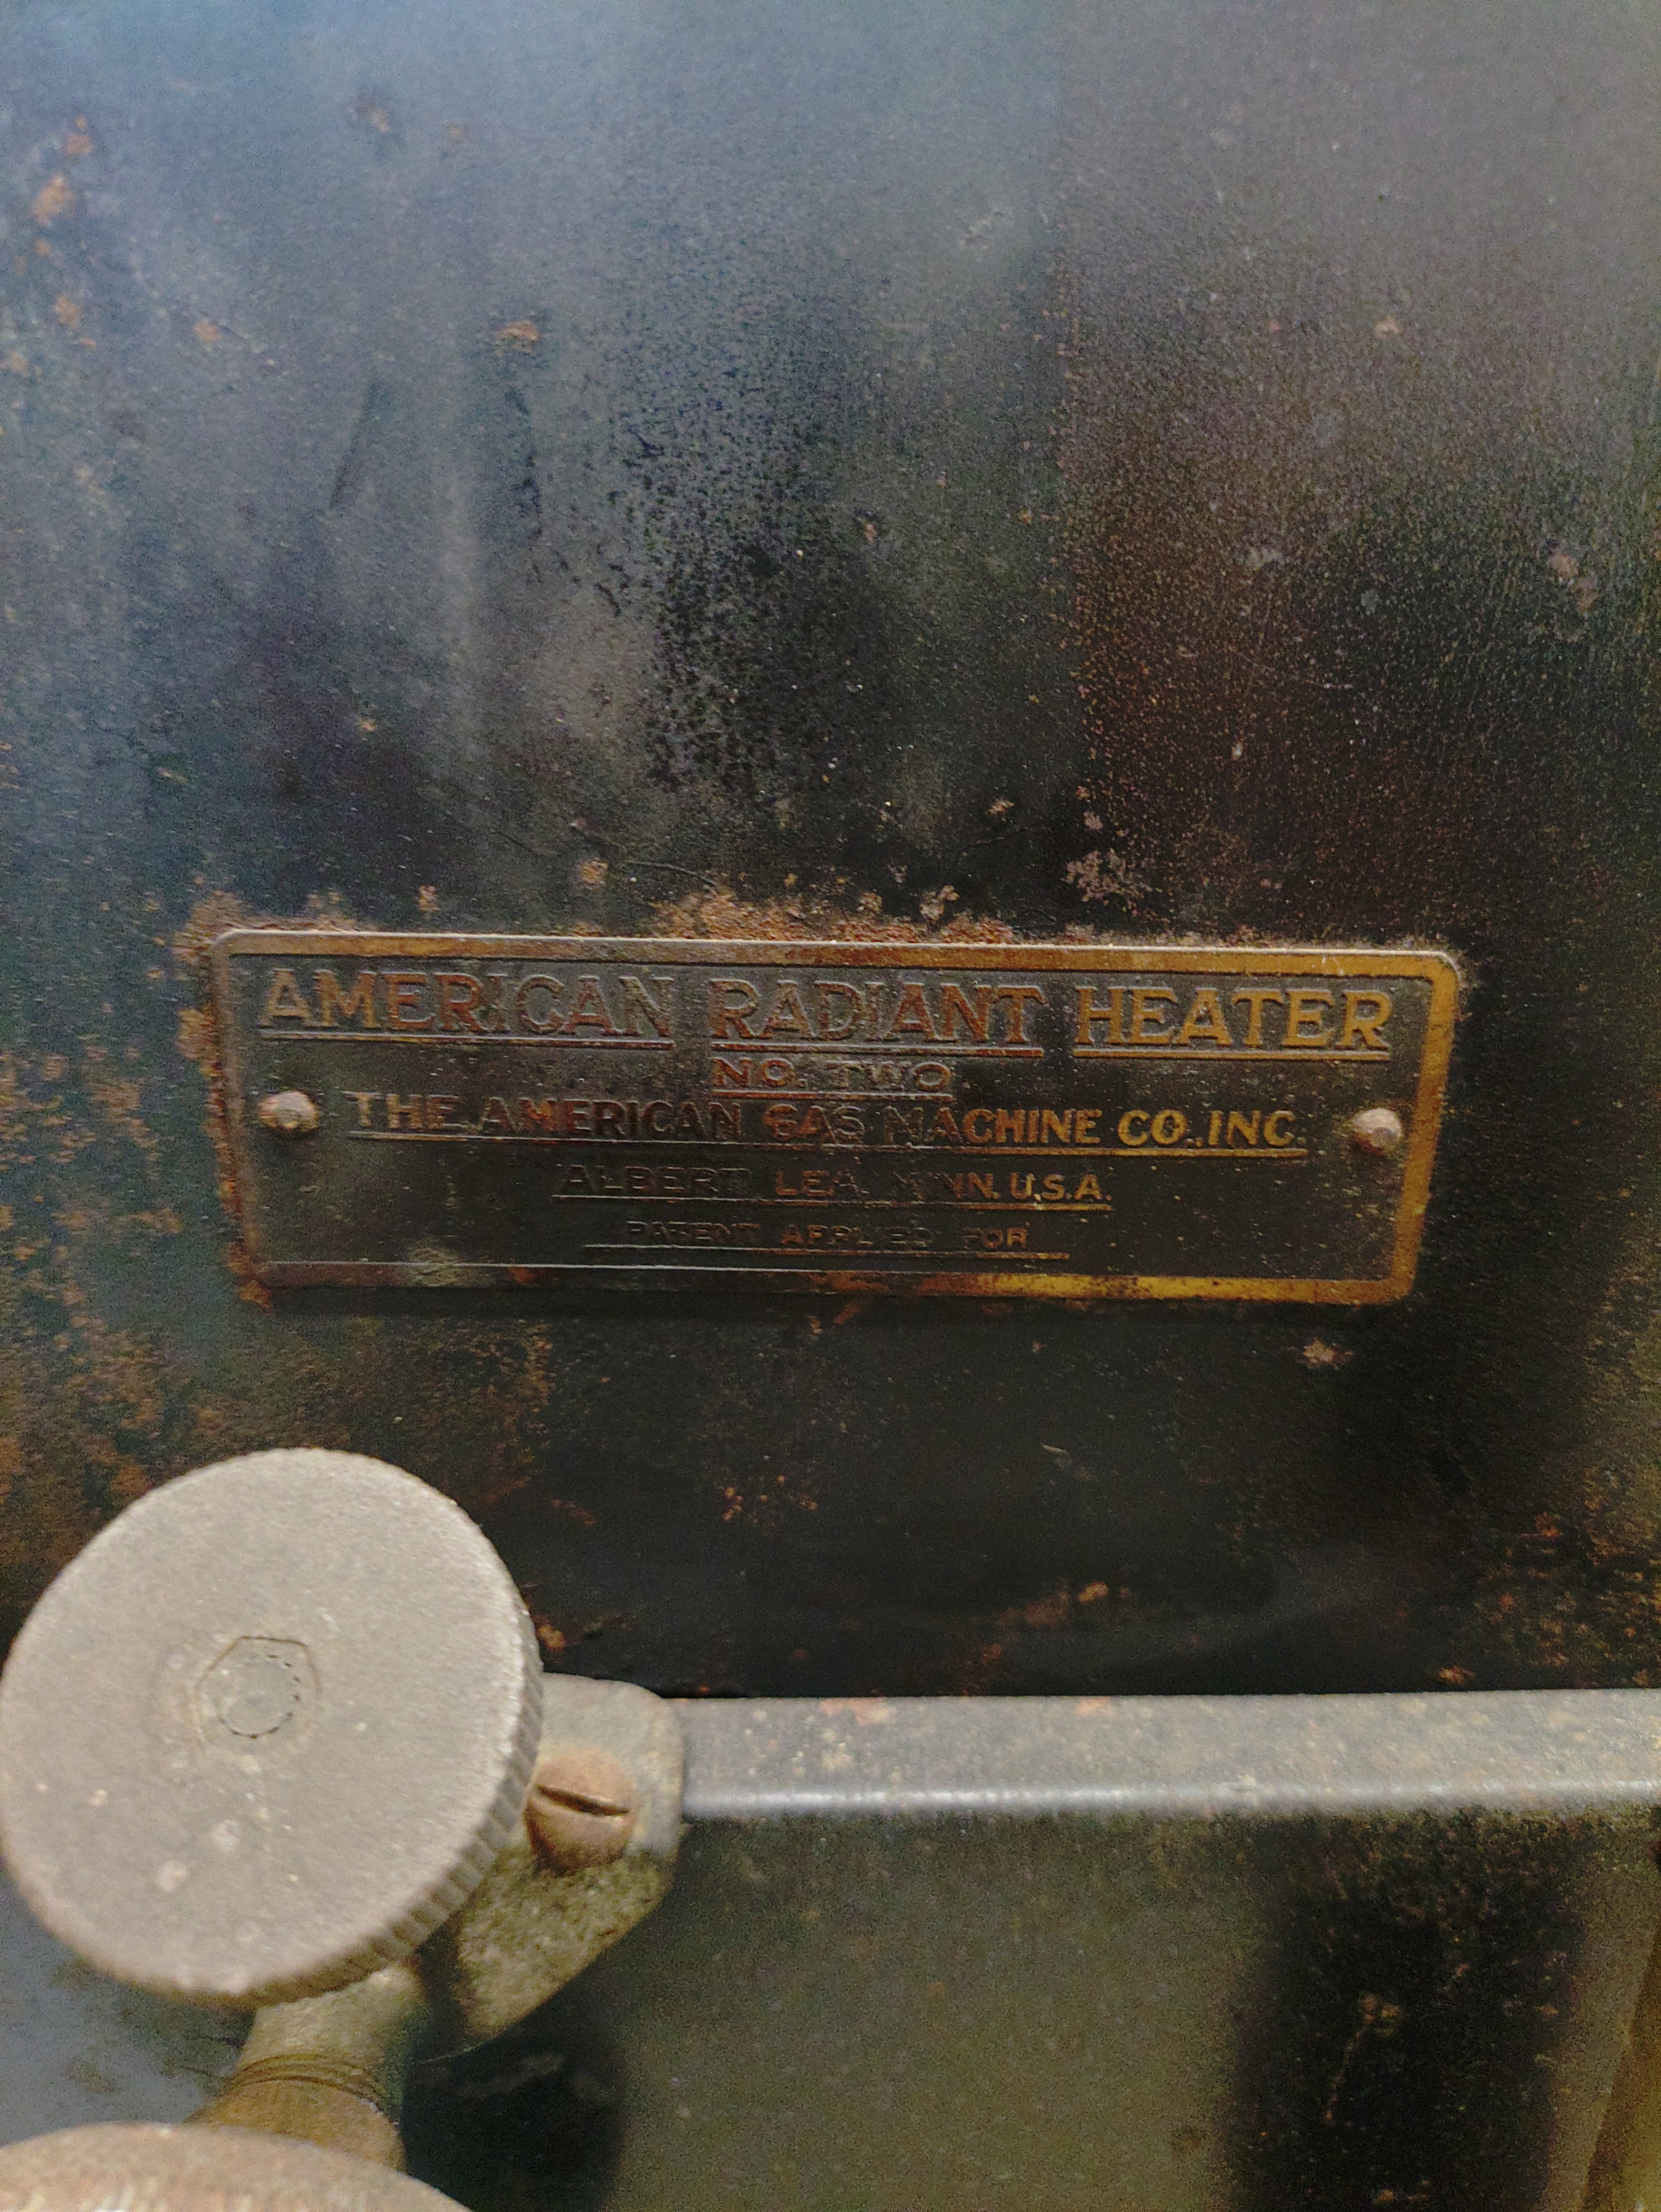 AMERICAN RADIANT HEATER
NO. TWO
THE AMERICAN GAS MACHINE CO., INC.
ALBERT LEA, MINN. U.S.A.
PATENT APPLIED FOR